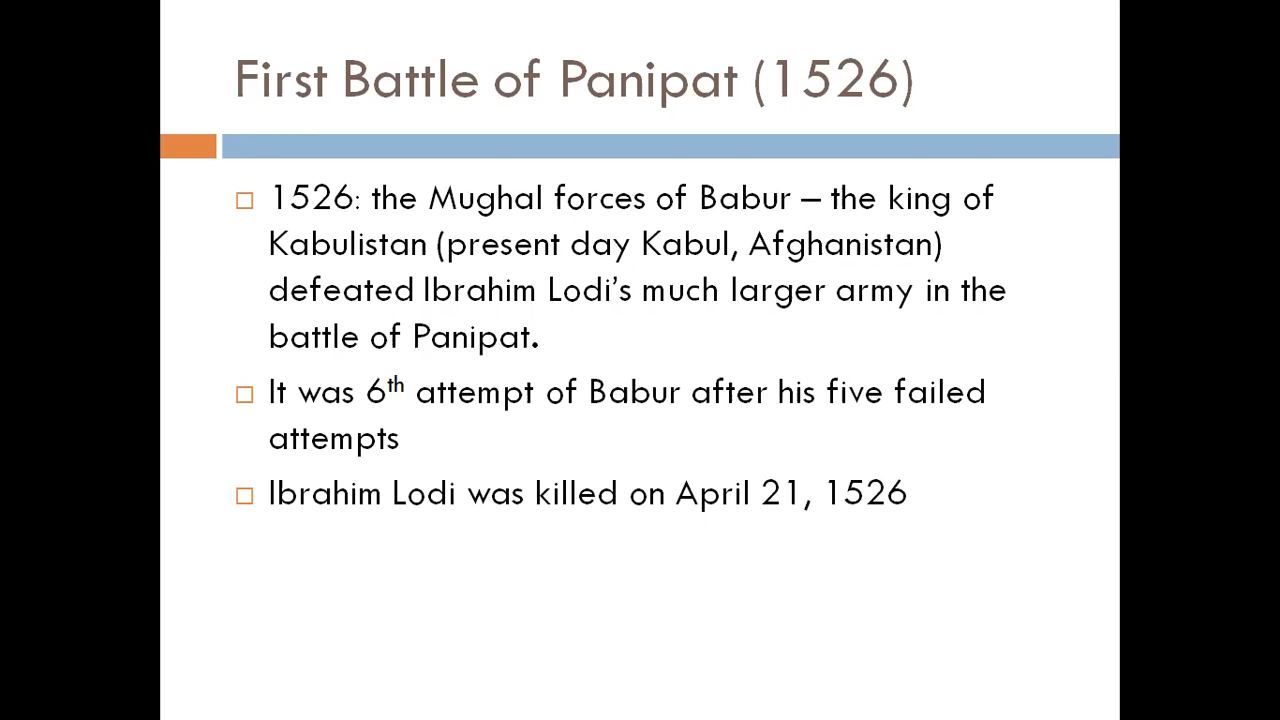 First Battle of Panipat (1526)
1526: the Mughal forces of Babur – the king of
Kabulistan (present day Kabul, Afghanistan)
defeated Ibrahim Lodi's much larger army in the
battle of Panipat.
It was 6th attempt of Babur after his five failed
attempts
Ibrahim Lodi was killed on April 21, 1526